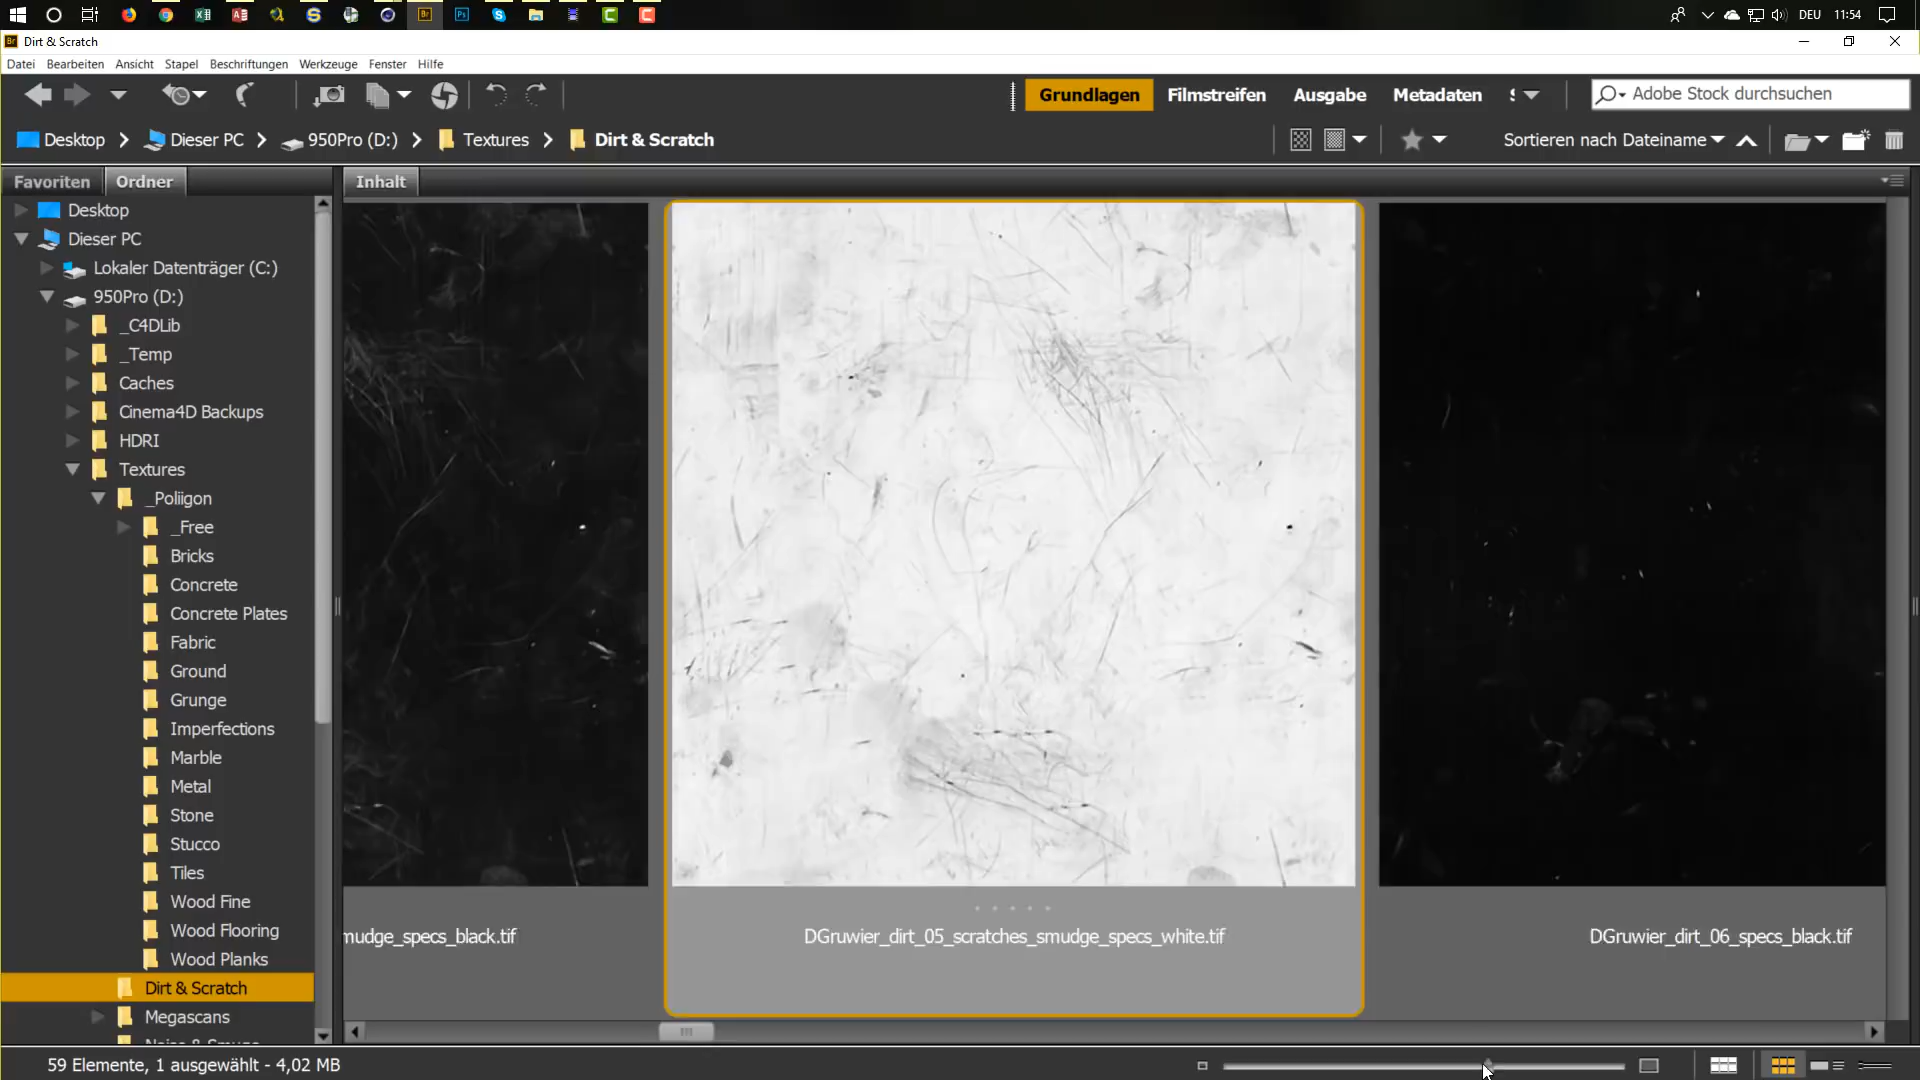 DEU 11:54
Br Dirt & Scratch
Datei Bearbeiten Ansicht Stapel Beschriftungen Werkzeuge Fenster Hilfe
Grundlagen Filmstreifen Ausgabe Metadaten
Adobe Stock durchsuchen
Desktop Dieser PC 950Pro (D:) Textures Dirt & Scratch
Sortieren nach Dateiname
Favoriten Ordner
Inhalt
Desktop
Dieser PC
Lokaler Datenträger (C:)
950Pro (D:)
_C4DLib
_Temp
Caches
Cinema4D Backups
HDRI
Textures
_Poliigon
_Free
Bricks
Concrete
Concrete Plates
Fabric
Ground
Grunge
Imperfections
Marble
Metal
Stone
Stucco
Tiles
Wood Fine
Wood Flooring
Wood Planks
Dirt & Scratch
Megascans
mudge_specs_black.tif
DGruwier_dirt_05_scratches_smudge_specs_white.tif
DGruwier_dirt_06_specs_black.tif
59 Elemente, 1 ausgewählt - 4,02 MB